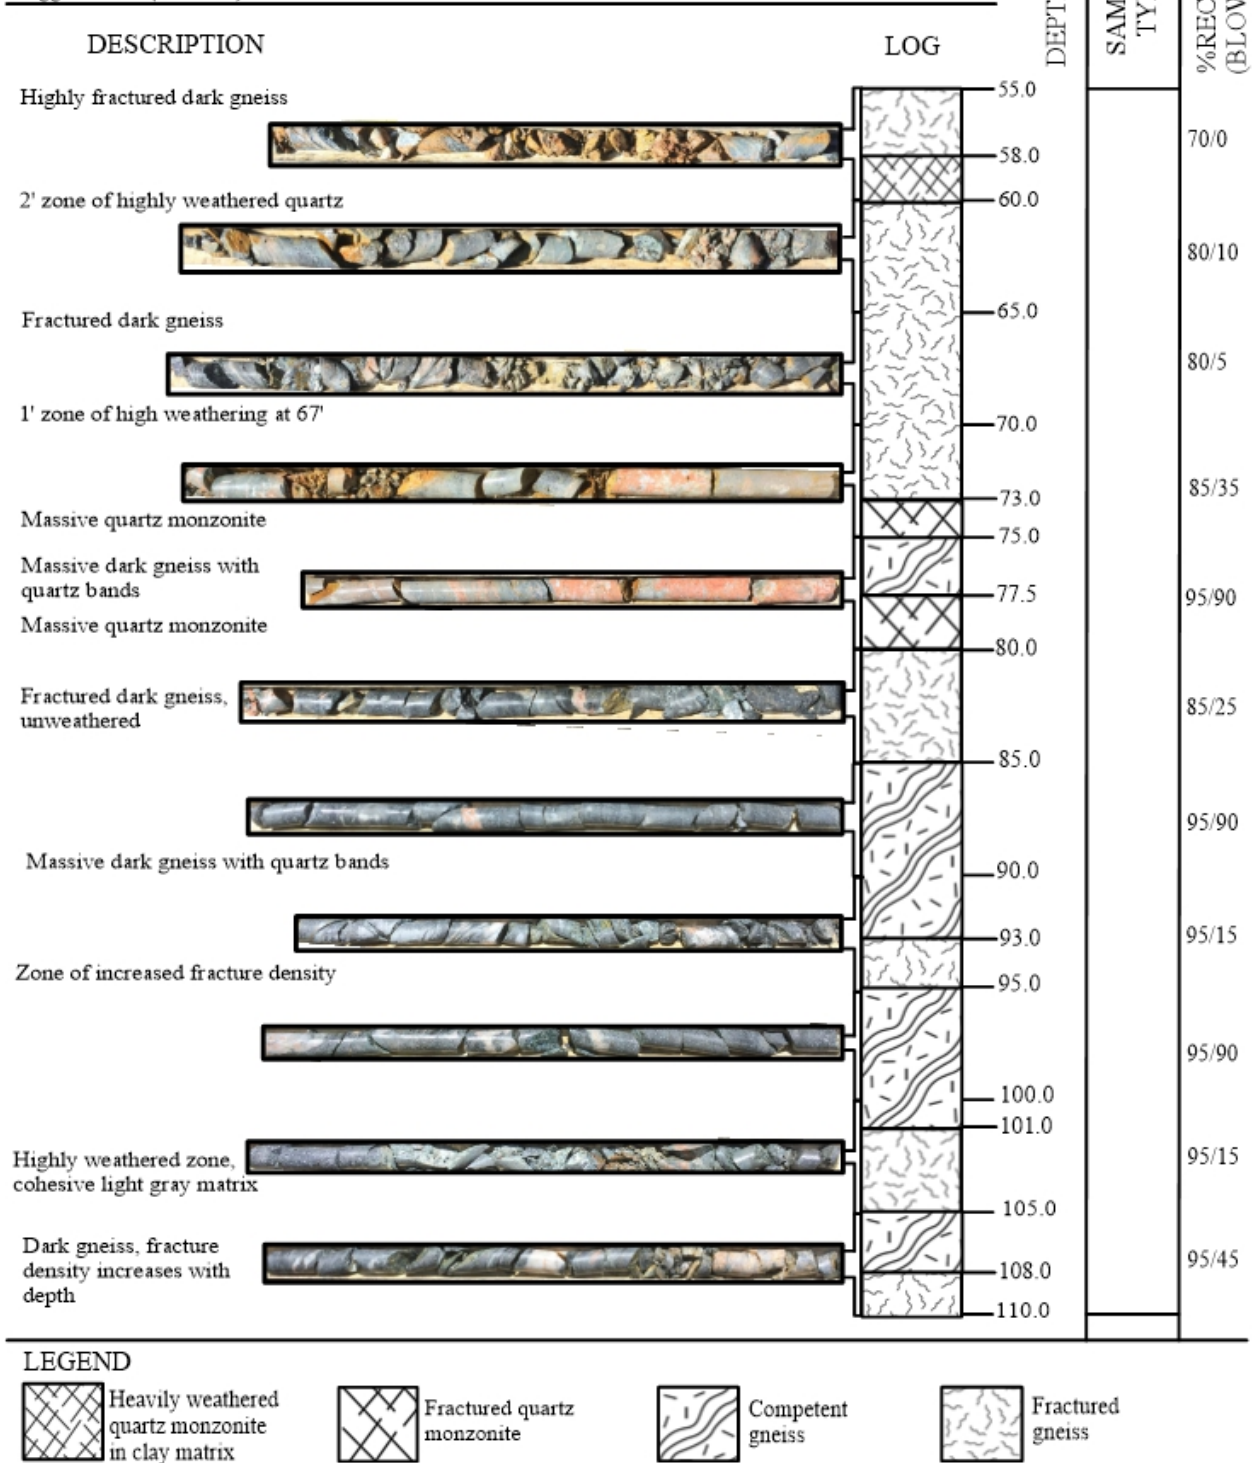 DESCRIPTION
LOG
DEPT
SAM
TY
%REC
(BLOW
Highly fractured dark gneiss
55.0
70/0
58.0
2' zone of highly weathered quartz
60.0
80/10
Fractured dark gneiss
65.0
80/5
1' zone of high weathering at 67'
70.0
85/35
73.0
Massive quartz monzonite
75.0
Massive dark gneiss with
quartz bands
77.5
95/90
Massive quartz monzonite
80.0
Fractured dark gneiss,
unweathered
85/25
85.0
95/90
Massive dark gneiss with quartz bands
90.0
95/15
93.0
Zone of increased fracture density
95.0
95/90
100.0
101.0
Highly weathered zone,
cohesive light gray matrix
95/15
105.0
Dark gneiss, fracture
density increases with
depth
95/45
108.0
110.0
LEGEND
Heavily weathered
quartz monzonite
in clay matrix
Fractured quartz
monzonite
Competent
gneiss
Fractured
gneiss